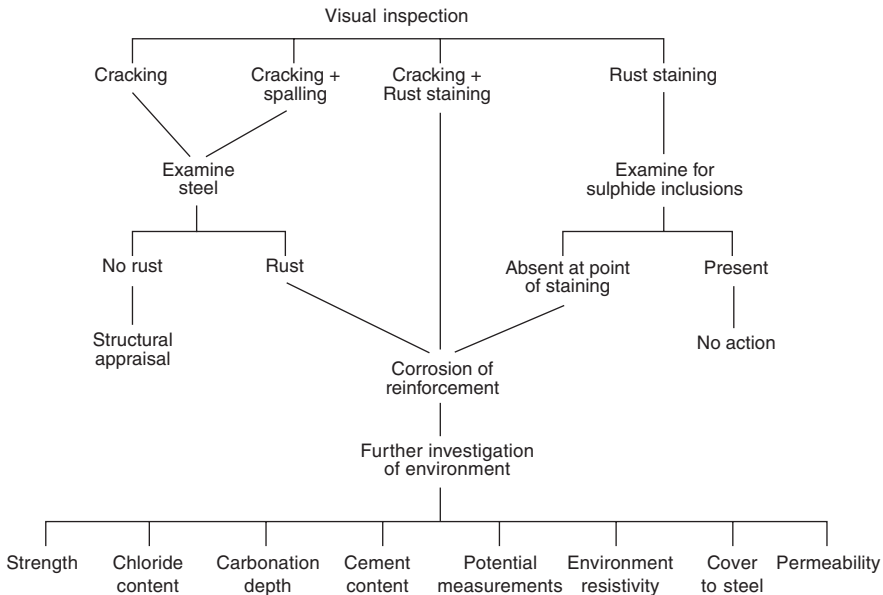 Visual inspection
Cracking
Cracking +
spalling
Cracking +
Rust staining
Rust staining
Examine
steel
Examine for
sulphide inclusions
No rust
Rust
Absent at point
of staining
Present
Structural
appraisal
No action
Corrosion of
reinforcement
Further investigation
of environment
Strength
Chloride
content
Carbonation
depth
Cement
content
Potential
measurements
Environment
resistivity
Cover
to steel
Permeability